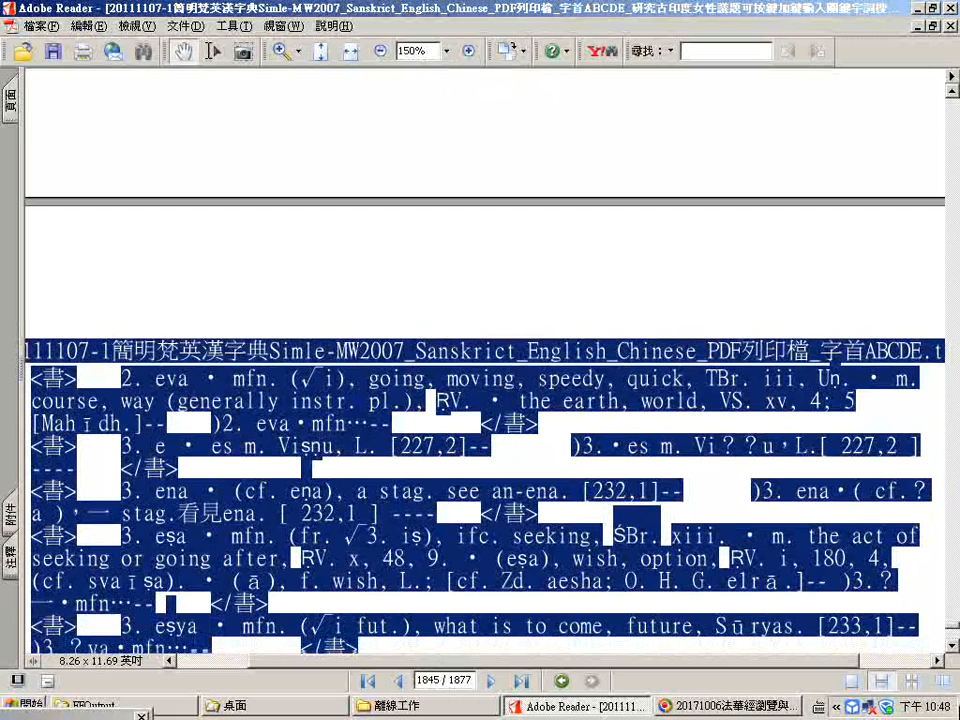 Adobe Reader - [20111107-1簡明梵英漢字典Simle-MW2007_Sanskrict_English_Chinese_PDF列印檔_字首ABCDE_研究古印度女性議題可按鍵加鍵輸入關鍵字詞搜
檔案(F) 編輯(E) 檢視(V) 文件(D) 工具(T) 視窗(W) 說明(H)
150% Y! 尋找:
頁面
111107-1簡明梵英漢字典Simle-MW2007_Sanskrict_English_Chinese_PDF列印檔_字首ABCDE.t
<書> 2. eva • mfn. (√i), going, moving, speedy, quick, TBr. iii, Uṇ. • m.
course, way (generally instr. pl.), ṚV. • the earth, world, VS. xv, 4; 5
[Mahīdh.]-- )2. eva•mfn…-- </書>
<書> 3. e • es m. Viṣṇu, L. [227,2]-- )3.•es m. Vi??u,L.[ 227,2 ]
---- </書>
<書> 3. ena • (cf. eṇa), a stag. see an-ena. [232,1]-- )3. ena•( cf.?
a ),一 stag.看見ena. [ 232,1 ] ---- </書>
<書> 3. eṣa • mfn. (fr. √3. iṣ), ifc. seeking, ŚBr. xiii. • m. the act of
seeking or going after, ṚV. x, 48, 9. • (eṣa), wish, option, ṚV. i, 180, 4,
(cf. svaīṣa). • (ā), f. wish, L.; [cf. Zd. aesha; O. H. G. elrā.]-- )3.?
一•mfn…-- </書>
<書> 3. eṣya • mfn. (√i fut.), what is to come, future, Sūryas. [233,1]--
)3.?ya•mfn…-- </書>
附件
注釋
8.26 x 11.69 英吋
1845 / 1877
開始 FFOutput 桌面 離線工作 Adobe Reader - [201111... 20171006法華經瀏覽與... 下午 10:48